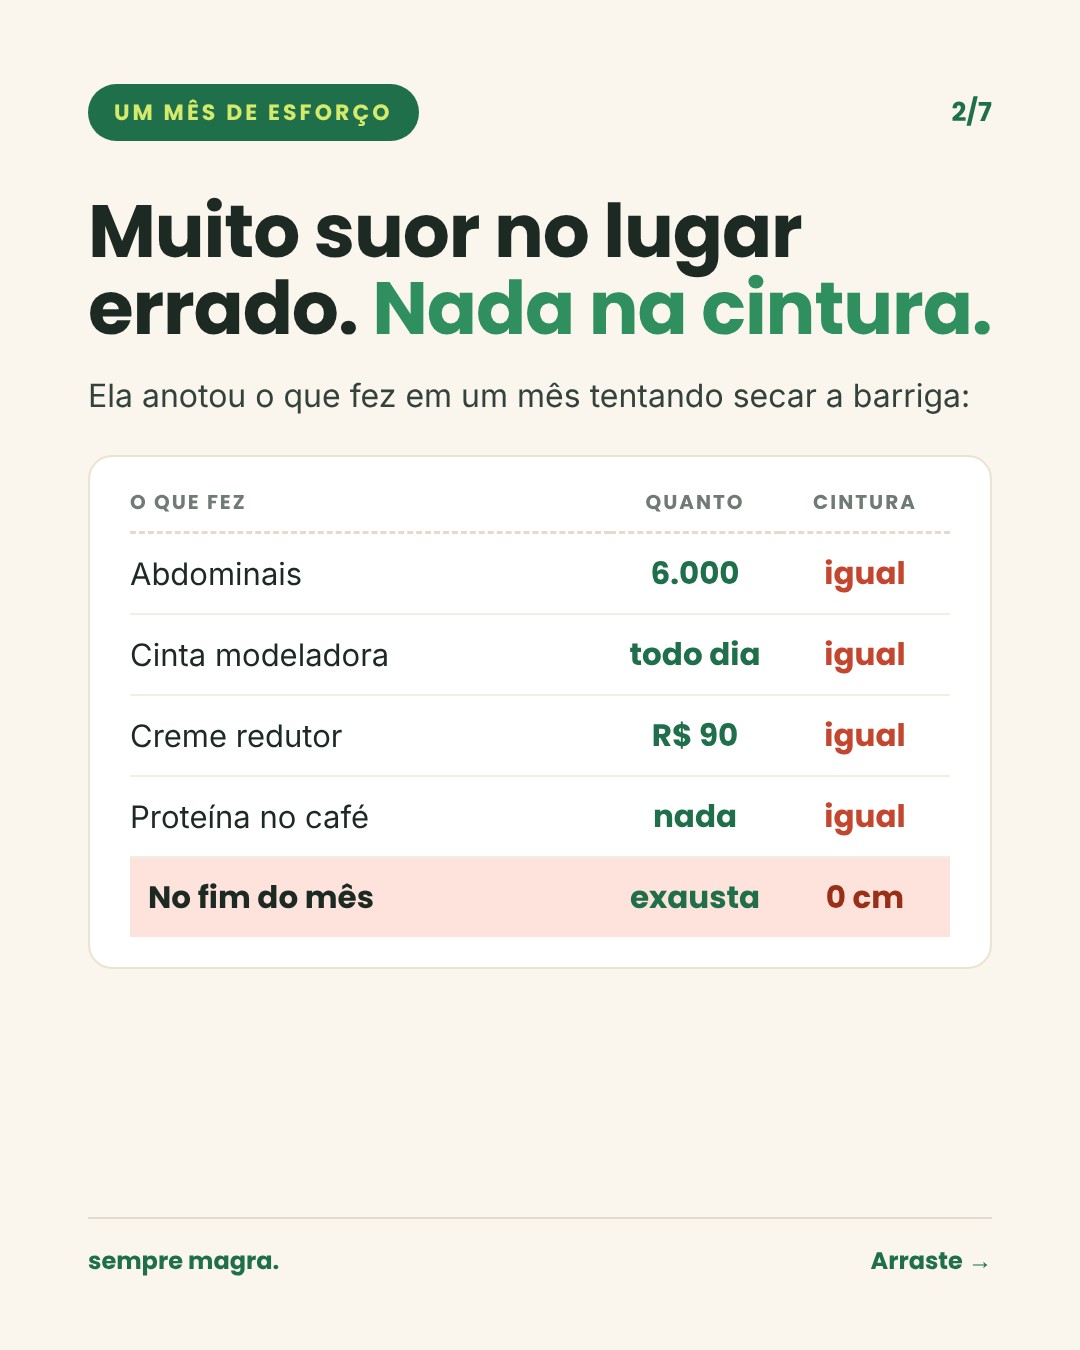 UM MÊS DE ESFORÇO
2/7
Muito suor no lugar
errado. Nada na cintura.
Ela anotou o que fez em um mês tentando secar a barriga:
O QUE FEZ QUANTO CINTURA
Abdominais 6.000 igual
Cinta modeladora todo dia igual
Creme redutor R$ 90 igual
Proteína no café nada igual
No fim do mês exausta 0 cm
sempre magra.
Arraste →